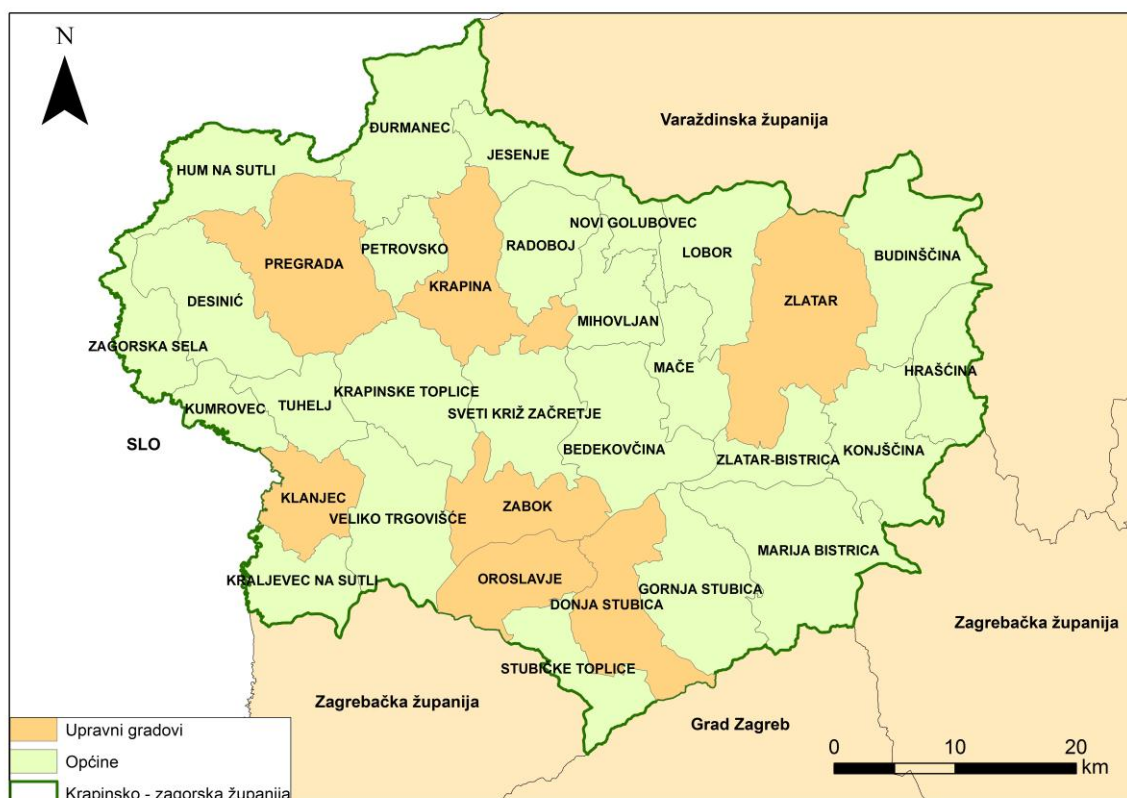 N
Varaždinska županija
ĐURMANEC
JESENJE
HUM NA SUTLI
NOVI GOLUBOVEC
PETROVSKO
RADOBOJ
LOBOR
BUDINŠČINA
PREGRADA
KRAPINA
DESINIĆ
ZLATAR
MIHOVLJAN
ZAGORSKA SELA
MAČE
HRAŠĆINA
KRAPINSKE TOPLICE
KUMROVEC
TUHELJ
SVETI KRIŽ ZAČRETJE
SLO
BEDEKOVČINA
KONJŠČINA
ZLATAR-BISTRICA
KLANJEC
ZABOK
VELIKO TRGOVIŠĆE
MARIJA BISTRICA
KRALJEVEC NA SUTLI
OROSLAVJE
GORNJA STUBICA
DONJA STUBICA
Zagrebačka županija
STUBIČKE TOPLICE
Zagrebačka županija
Grad Zagreb
Upravni gradovi
Općine
Krapinsko - zagorska županija
0 10 20
km